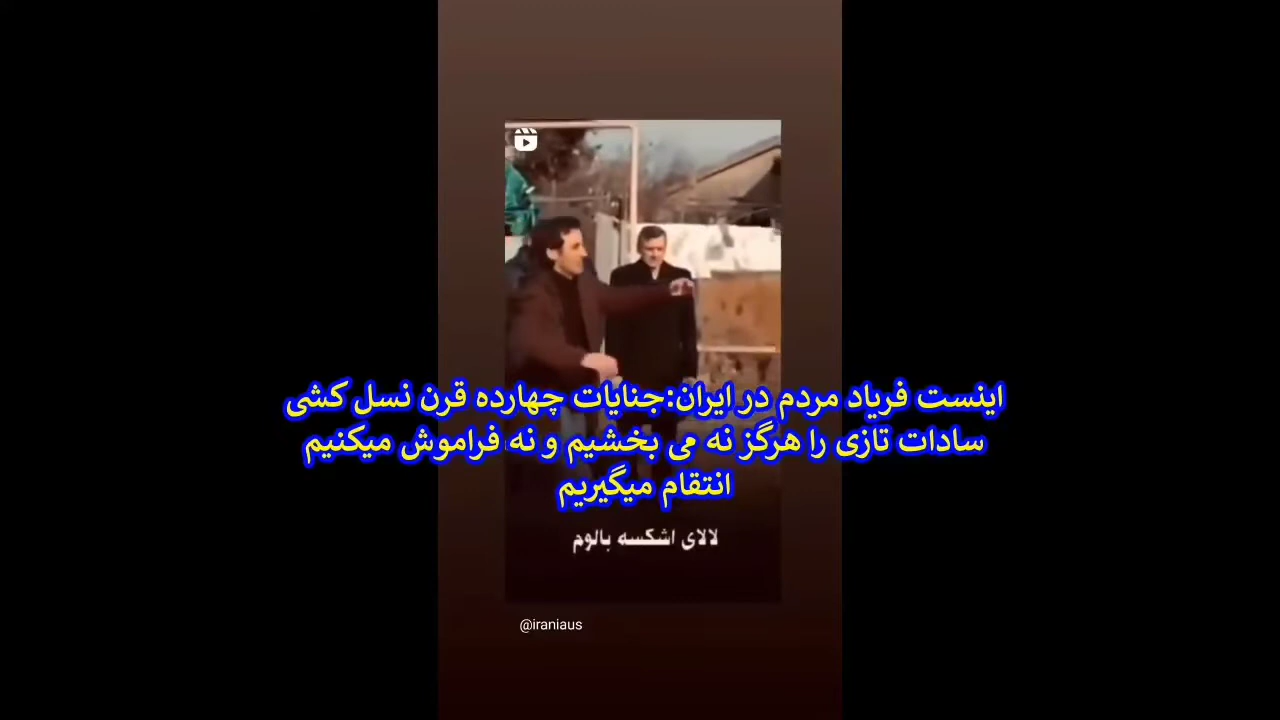 اینست فریاد مردم در ایران:جنایات چهارده قرن نسل کشی
سادات تازی را هرگز نه می بخشیم و نه فراموش میکنیم
انتقام میگیریم
لالای اشکسه بالوم
@iraniaus